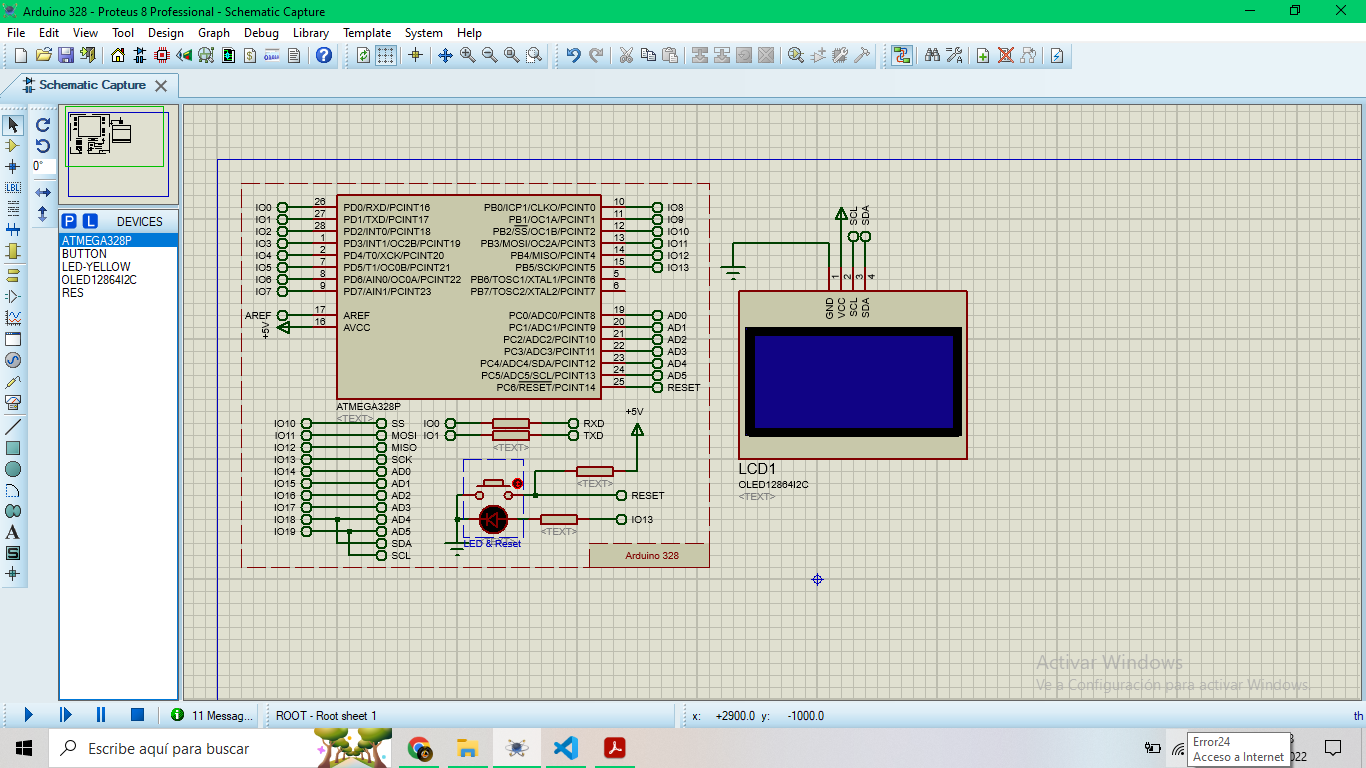 Arduino 328 - Proteus 8 Professional - Schematic Capture
File Edit View Tool Design Graph Debug Library Template System Help
Schematic Capture
0°
P L DEVICES
ATMEGA328P
BUTTON
LED-YELLOW
OLED12864I2C
RES
IO0 26 PD0/RXD/PCINT16 PB0/ICP1/CLKO/PCINT0 10 IO8
IO1 27 PD1/TXD/PCINT17 PB1/OC1A/PCINT1 11 IO9
IO2 28 PD2/INT0/PCINT18 PB2/SS/OC1B/PCINT2 12 IO10
IO3 1 PD3/INT1/OC2B/PCINT19 PB3/MOSI/OC2A/PCINT3 13 IO11
IO4 2 PD4/T0/XCK/PCINT20 PB4/MISO/PCINT4 14 IO12
IO5 7 PD5/T1/OC0B/PCINT21 PB5/SCK/PCINT5 15 IO13
IO6 8 PD6/AIN0/OC0A/PCINT22 PB6/TOSC1/XTAL1/PCINT6 5
IO7 9 PD7/AIN1/PCINT23 PB7/TOSC2/XTAL2/PCINT7 6
AREF 17 AREF PC0/ADC0/PCINT8 19 AD0
+5V 16 AVCC PC1/ADC1/PCINT9 20 AD1
PC2/ADC2/PCINT10 21 AD2
PC3/ADC3/PCINT11 22 AD3
PC4/ADC4/SDA/PCINT12 23 AD4
PC5/ADC5/SCL/PCINT13 24 AD5
PC6/RESET/PCINT14 25 RESET
ATMEGA328P
<TEXT>
IO10 SS
IO11 MOSI
IO12 MISO
IO13 SCK
IO14 AD0
IO15 AD1
IO16 AD2
IO17 AD3
IO18 AD4
IO19 AD5
SDA
SCL
IO0 RXD
IO1 TXD
<TEXT>
+5V
<TEXT>
RESET
IO13
<TEXT>
LED & Reset
Arduino 328
SCL
SDA
1 2 3 4
GND VCC SCL SDA
LCD1
OLED12864I2C
<TEXT>
Activar Windows
Ve a Configuración para activar Windows.
11 Messag... ROOT - Root sheet 1 x: +2900.0 y: -1000.0 th
Escribe aquí para buscar
Error24
Acceso a Internet